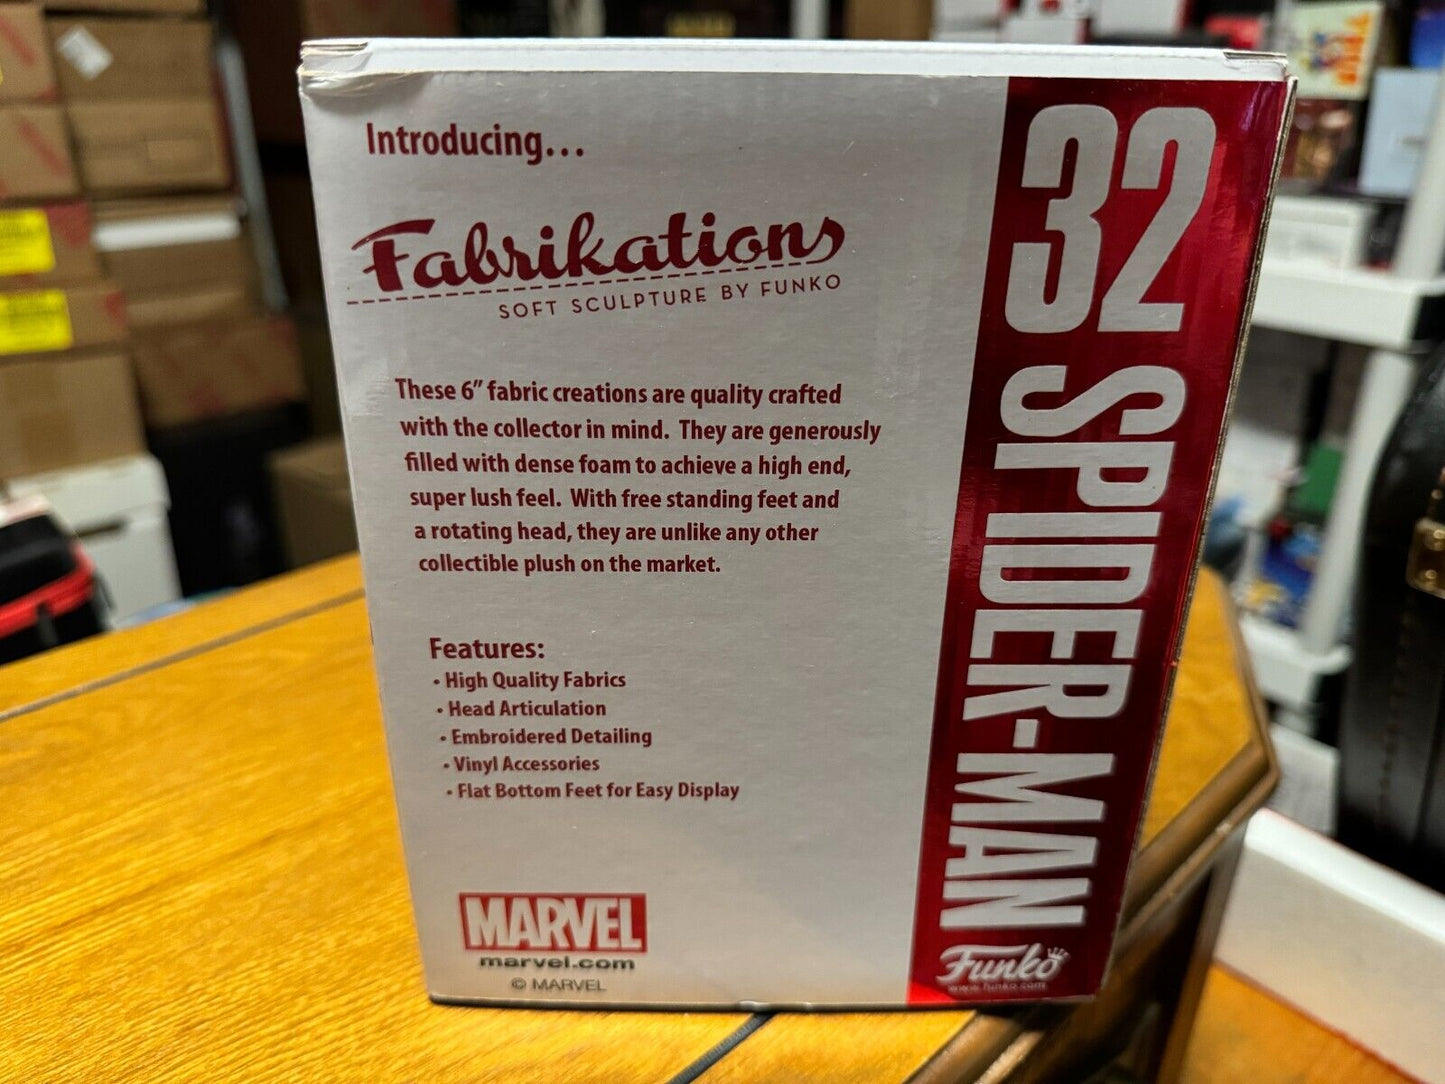 Introducing...
Fabrikations
SOFT SCULPTURE BY FUNKO
These 6" fabric creations are quality crafted
with the collector in mind. They are generously
filled with dense foam to achieve a high end,
super lush feel. With free standing feet and
a rotating head, they are unlike any other
collectible plush on the market.
Features:
• High Quality Fabrics
• Head Articulation
• Embroidered Detailing
• Vinyl Accessories
• Flat Bottom Feet for Easy Display
MARVEL
marvel.com
© MARVEL
32 SPIDER-MAN
Funko
www.funko.com